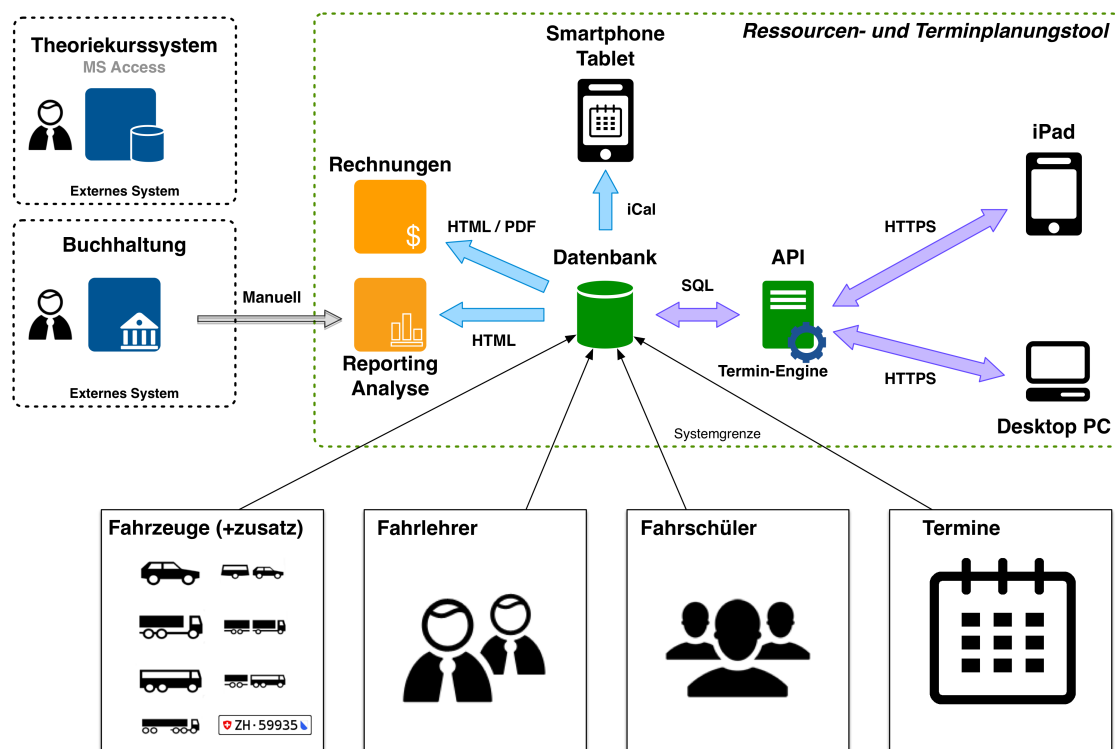 Theoriekurssystem
MS Access
Externes System
Buchhaltung
Externes System
Manuell
Ressourcen- und Terminplanungstool
Smartphone
Tablet
iCal
Rechnungen
$
HTML / PDF
HTML
Reporting
Analyse
Datenbank
SQL
API
Termin-Engine
HTTPS
iPad
HTTPS
Desktop PC
Systemgrenze
Fahrzeuge (+zusatz)
ZH·59935
Fahrlehrer
Fahrschüler
Termine